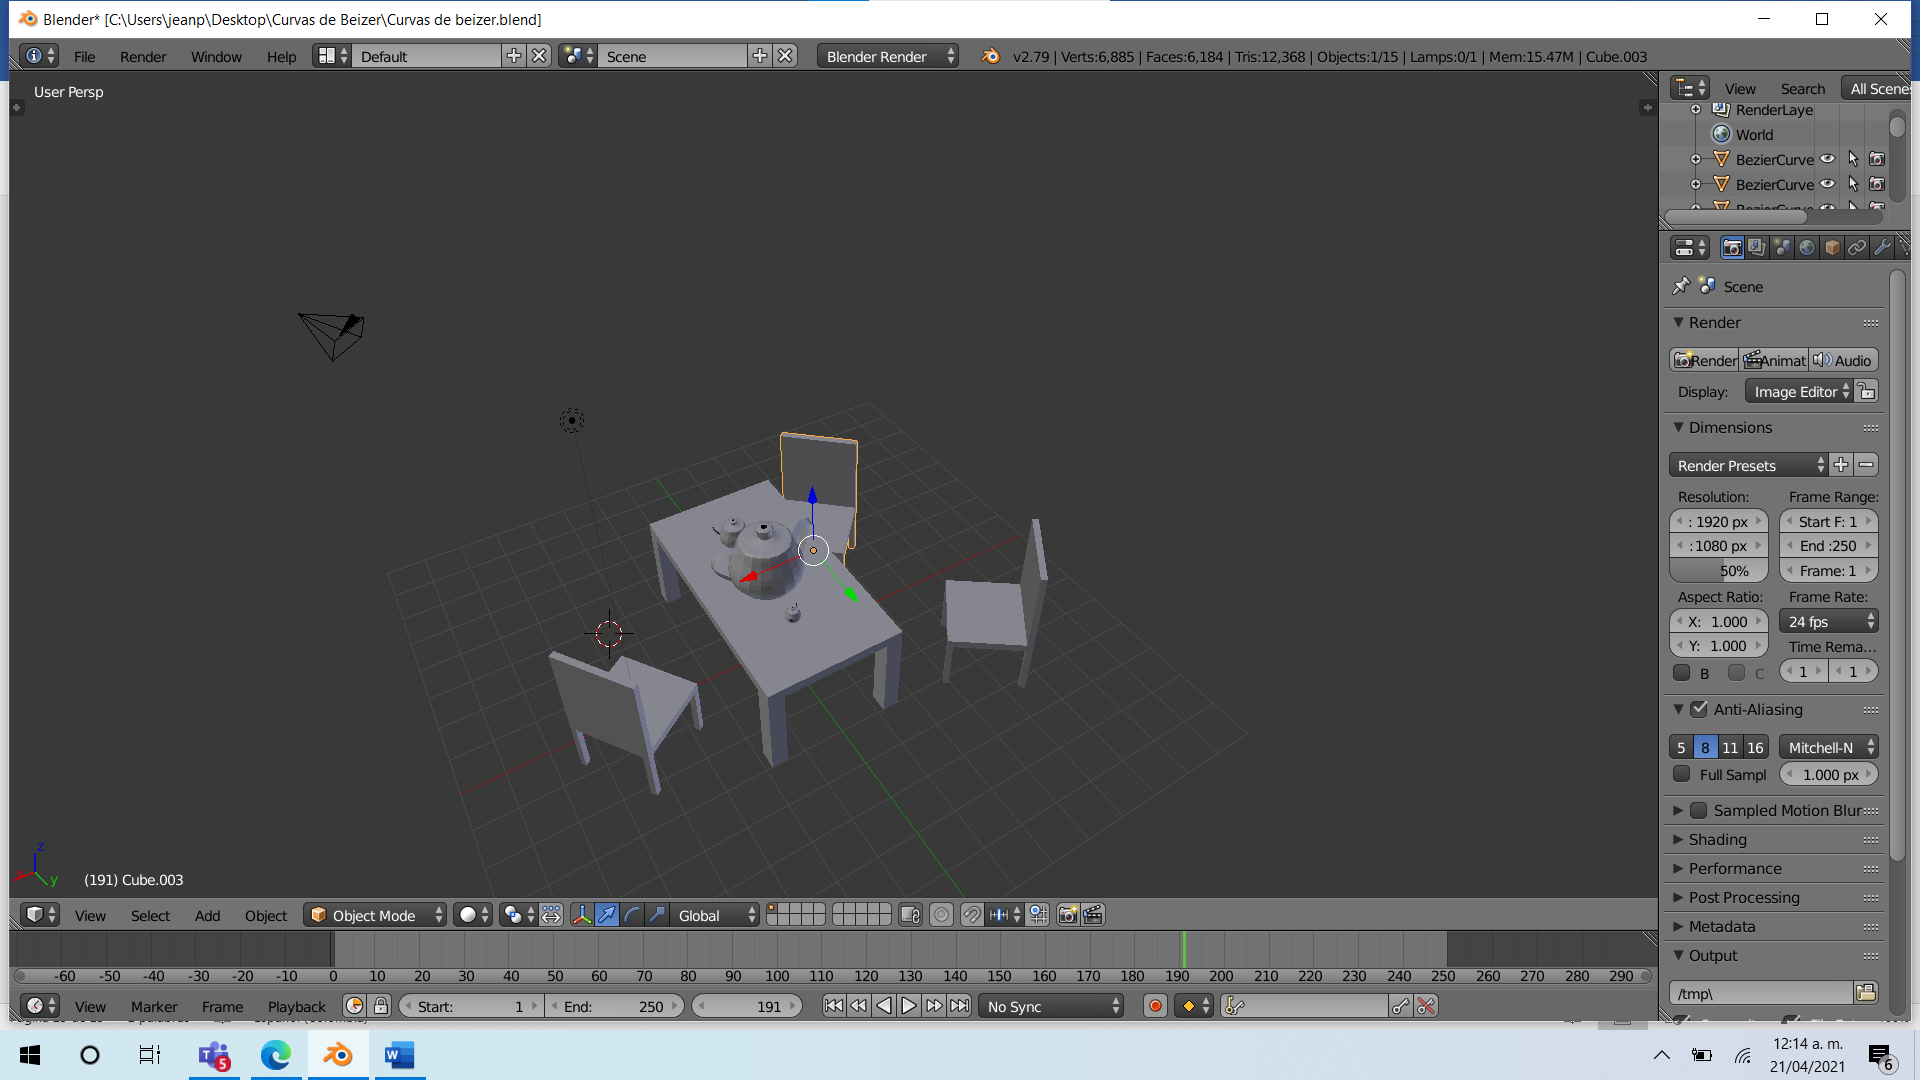 Blender* [C:\Users\jeanp\Desktop\Curvas de Beizer\Curvas de beizer.blend]
File Render Window Help Default Scene Blender Render v2.79 | Verts:6,885 | Faces:6,184 | Tris:12,368 | Objects:1/15 | Lamps:0/1 | Mem:15.47M | Cube.003
User Persp
View Search All Scenes
RenderLaye
World
BezierCurve
BezierCurve
BezierCurve
Scene
Render
Render Animat Audio
Display: Image Editor
Dimensions
Render Presets
Resolution: Frame Range:
: 1920 px Start F: 1
: 1080 px End :250
50% Frame: 1
Aspect Ratio: Frame Rate:
X: 1.000 24 fps
Y: 1.000 Time Rema...
B C 1 1
Anti-Aliasing
5 8 11 16 Mitchell-N
Full Sampl 1.000 px
Sampled Motion Blur
Shading
Performance
Post Processing
Metadata
Output
/tmp\
z
x y
(191) Cube.003
View Select Add Object Object Mode Global
-60 -50 -40 -30 -20 -10 0 10 20 30 40 50 60 70 80 90 100 110 120 130 140 150 160 170 180 190 200 210 220 230 240 250 260 270 280 290
View Marker Frame Playback Start: 1 End: 250 191 No Sync
5
12:14 a. m.
21/04/2021
6